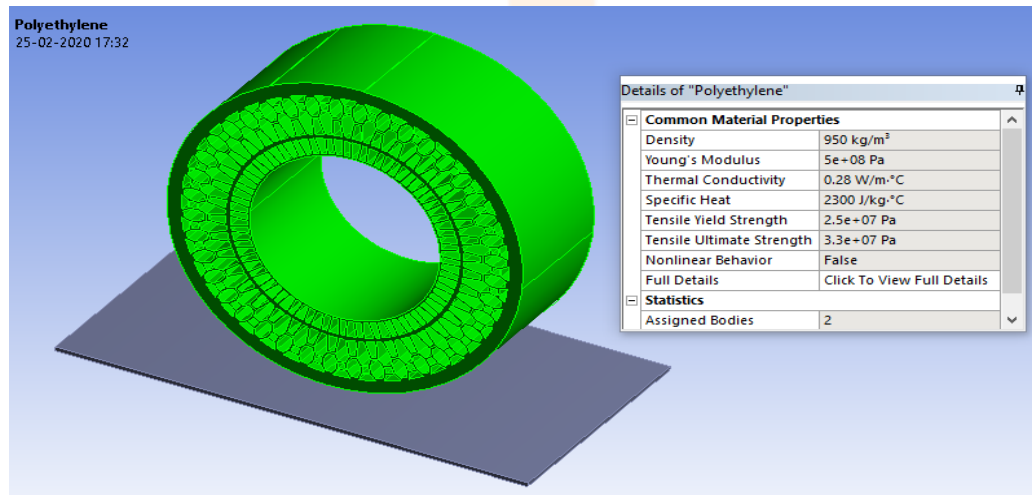 Polyethylene
25-02-2020 17:32
Details of "Polyethylene"
Common Material Properties
Density 950 kg/m³
Young's Modulus 5e+08 Pa
Thermal Conductivity 0.28 W/m·°C
Specific Heat 2300 J/kg·°C
Tensile Yield Strength 2.5e+07 Pa
Tensile Ultimate Strength 3.3e+07 Pa
Nonlinear Behavior False
Full Details Click To View Full Details
Statistics
Assigned Bodies 2